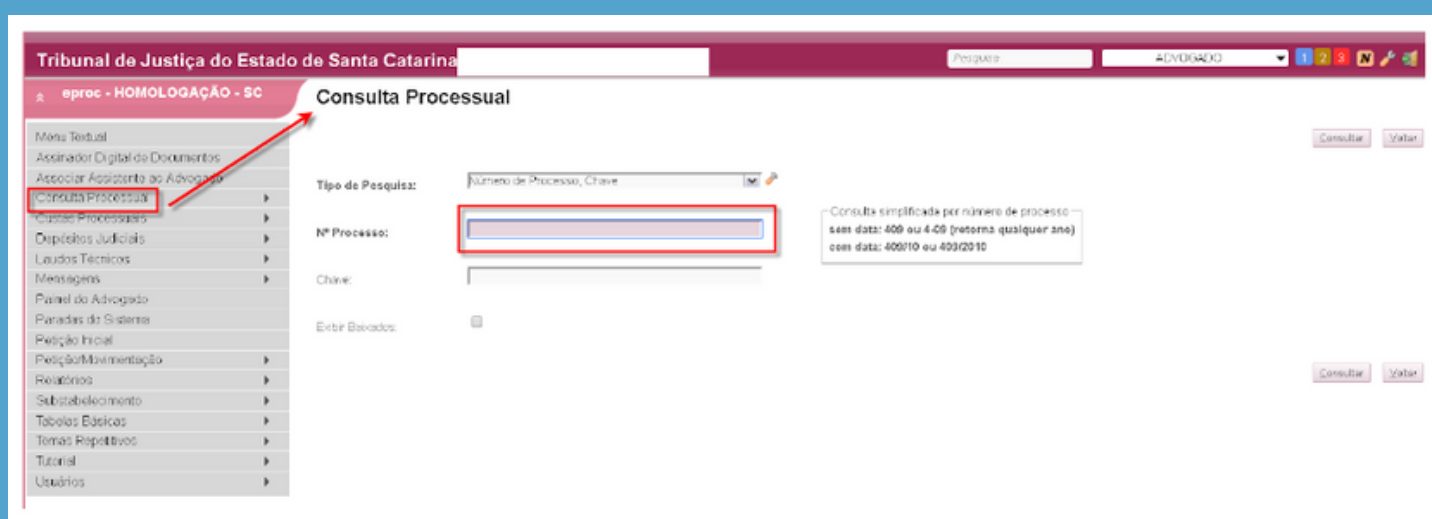 Tribunal de Justiça do Estado de Santa Catarina
Pesquisa
ADVOGADO
1 2 3 N
eproc - HOMOLOGAÇÃO - SC
Consulta Processual
Consultar Voltar
Menu Textual
Assinador Digital de Documentos
Associar Assistente ao Advogado
Consulta Processual
Custas Processuais
Depósitos Judiciais
Laudos Técnicos
Mensagens
Painel do Advogado
Paradas do Sistema
Petição Inicial
Petição/Movimentação
Relatórios
Substabelecimento
Tabelas Básicas
Temas Repetitivos
Tutorial
Usuários
Tipo de Pesquisa:
Número de Processo, Chave
Nº Processo:
Consulta simplificada por número de processo
sem data: 409 ou 4-09 (retorna qualquer ano)
com data: 409/10 ou 409/2010
Chave:
Exibir Baixados:
Consultar Voltar